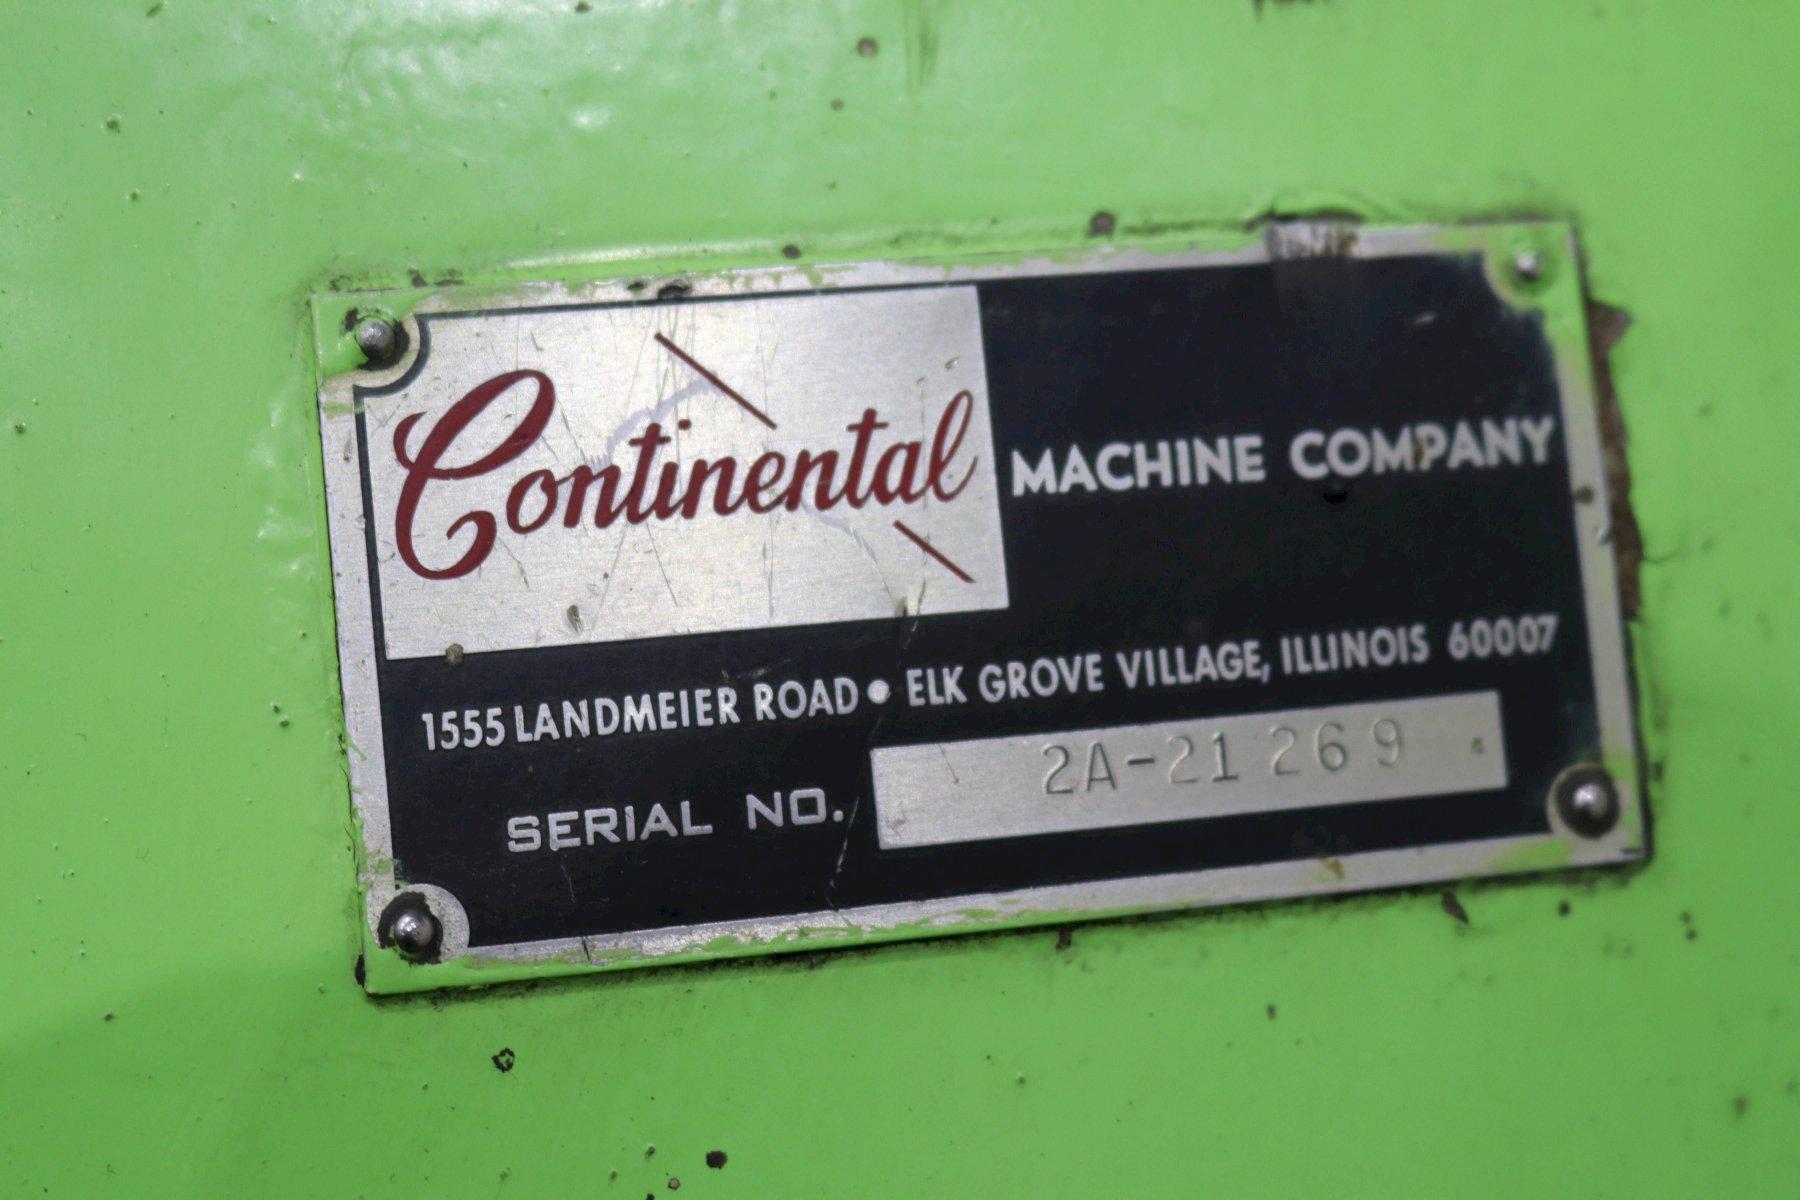 Continental MACHINE COMPANY
1555 LANDMEIER ROAD • ELK GROVE VILLAGE, ILLINOIS 60007
SERIAL NO. 2A-21269